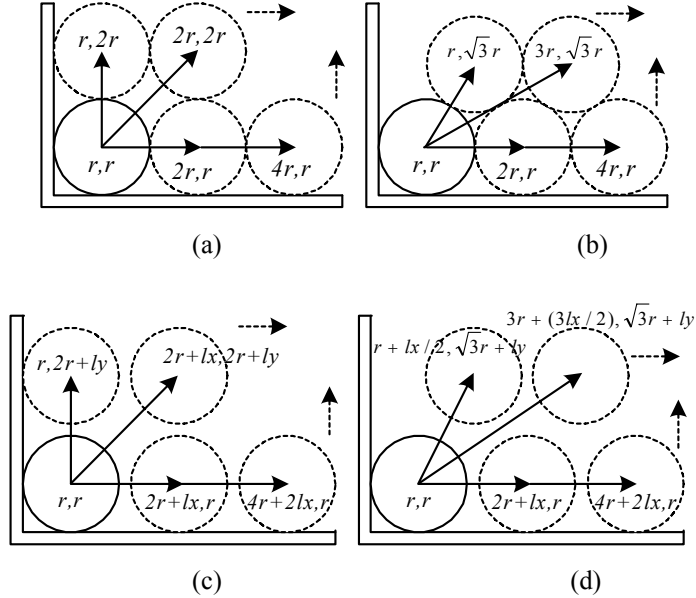 r,2r
2r,2r
r,r
2r,r
4r,r
(a)
r,√3 r
3r,√3 r
r,r
2r,r
4r,r
(b)
r,2r+ly
2r+lx,2r+ly
r,r
2r+lx,r
4r+2lx,r
(c)
3r + (3lx / 2), √3r + ly
r + lx / 2, √3r + ly
r,r
2r+lx,r
4r+2lx,r
(d)